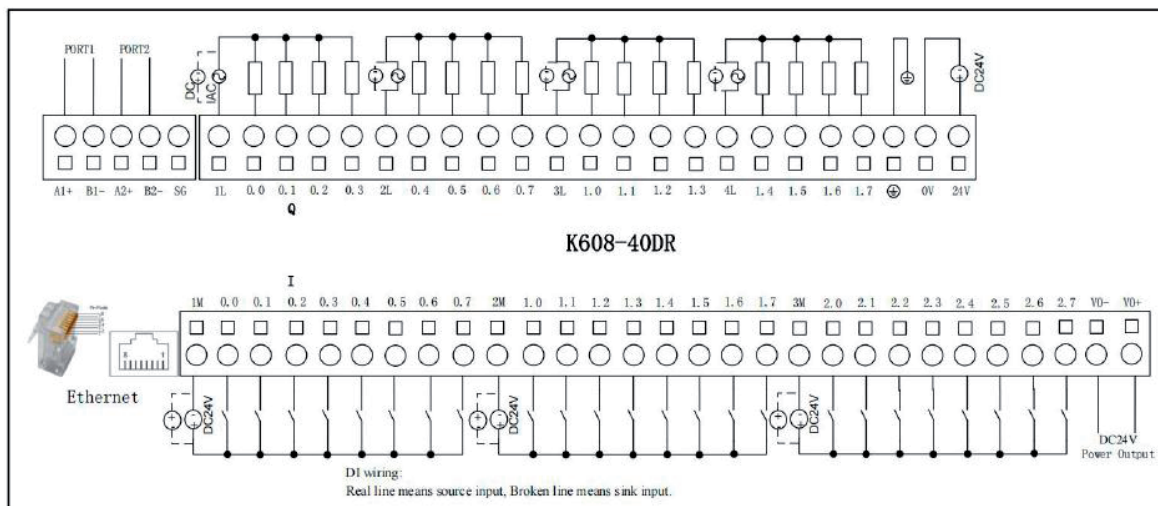 PORT1 PORT2
DC
IAC
DC24V
A1+ B1- A2+ B2- SG 1L 0.0 0.1 0.2 0.3 2L 0.4 0.5 0.6 0.7 3L 1.0 1.1 1.2 1.3 4L 1.4 1.5 1.6 1.7 0V 24V
Q
K608-40DR
I
1M 0.0 0.1 0.2 0.3 0.4 0.5 0.6 0.7 2M 1.0 1.1 1.2 1.3 1.4 1.5 1.6 1.7 3M 2.0 2.1 2.2 2.3 2.4 2.5 2.6 2.7 VO- VO+
Ethernet
DC24V DC24V DC24V
DC24V
Power Output
DI wiring:
Real line means source input, Broken line means sink input.